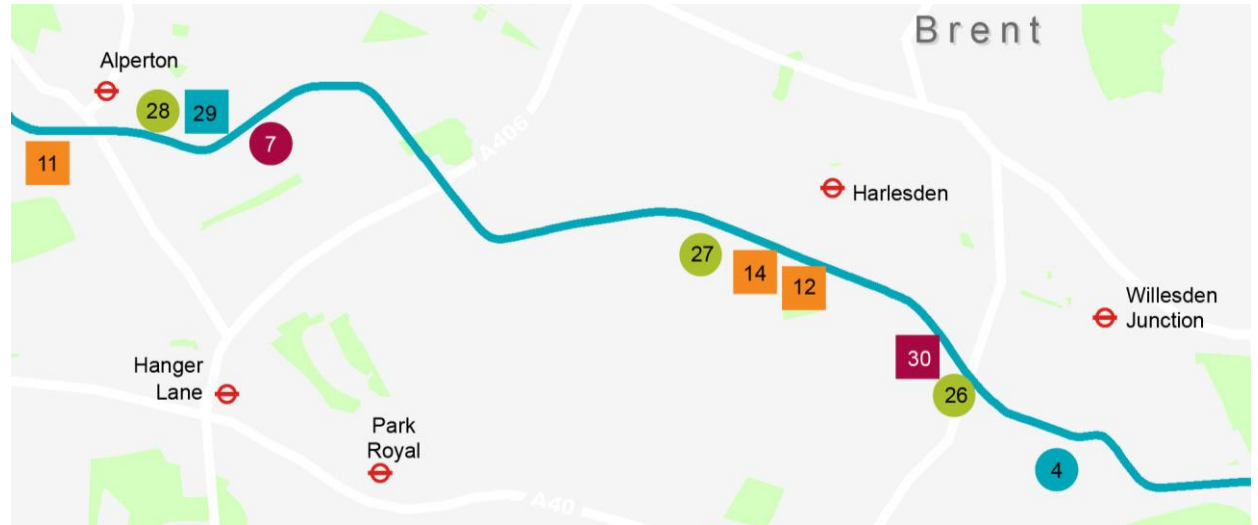 Brent
Alperton
28
29
7
11
A406
Harlesden
27
14
12
Willesden
Junction
30
26
Hanger
Lane
Park
Royal
4
A40